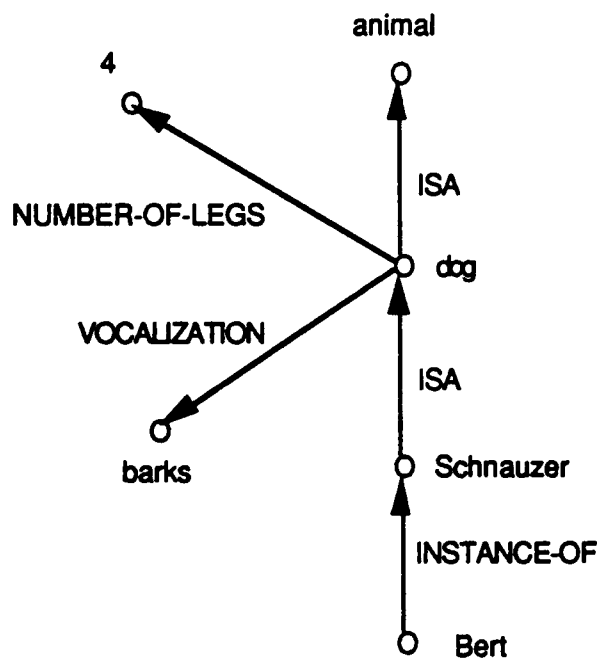 animal
4
ISA
NUMBER-OF-LEGS
dog
VOCALIZATION
ISA
barks
Schnauzer
INSTANCE-OF
Bert